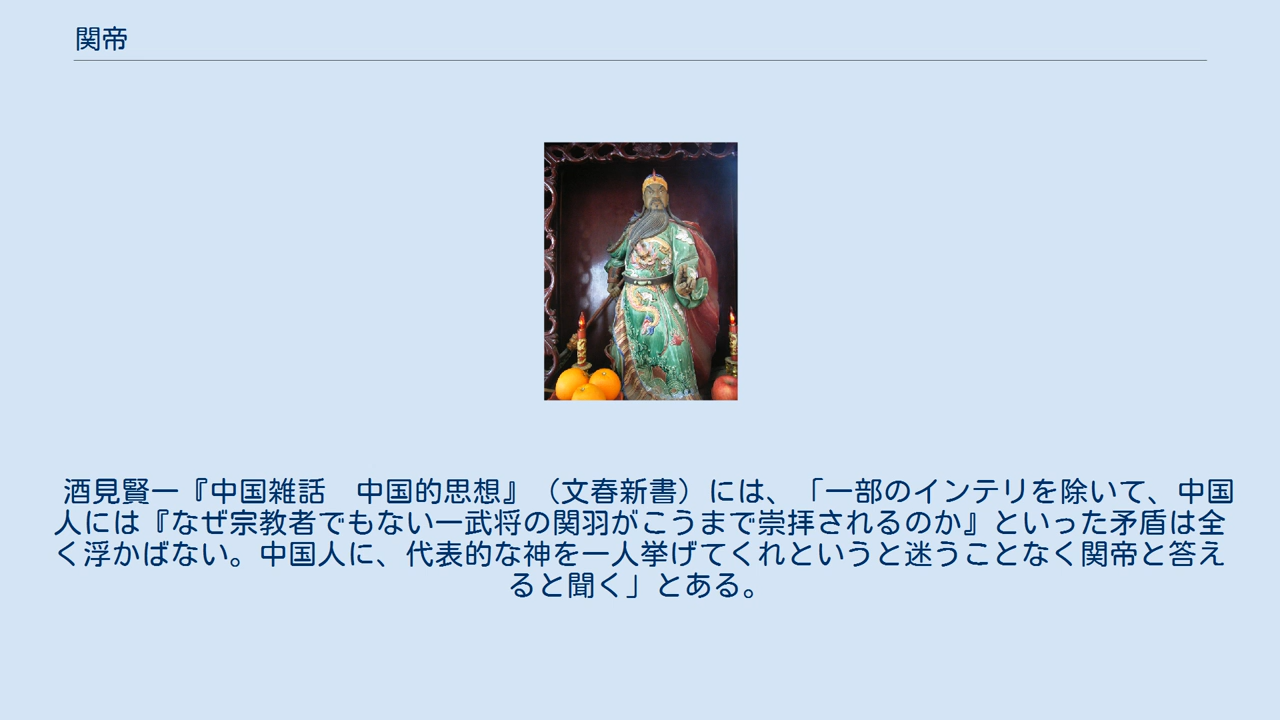 関帝
酒見賢一『中国雑話　中国的思想』（文春新書）には、「一部のインテリを除いて、中国
人には『なぜ宗教者でもない一武将の関羽がこうまで崇拝されるのか』といった矛盾は全
く浮かばない。中国人に、代表的な神を一人挙げてくれというと迷うことなく関帝と答え
ると聞く」とある。